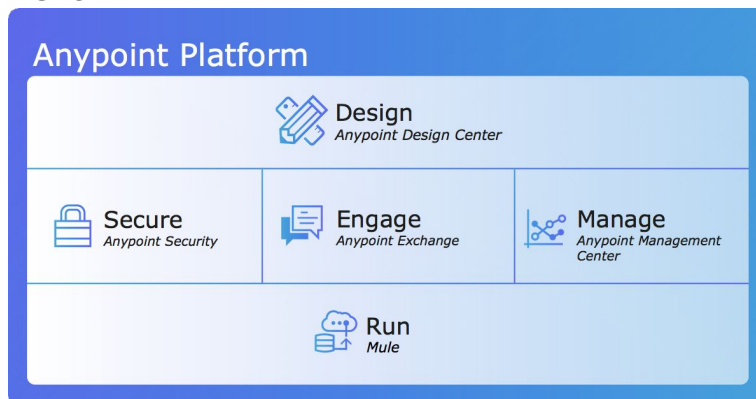 Anypoint Platform
Design
Anypoint Design Center
Secure
Anypoint Security
Engage
Anypoint Exchange
Manage
Anypoint Management
Center
Run
Mule